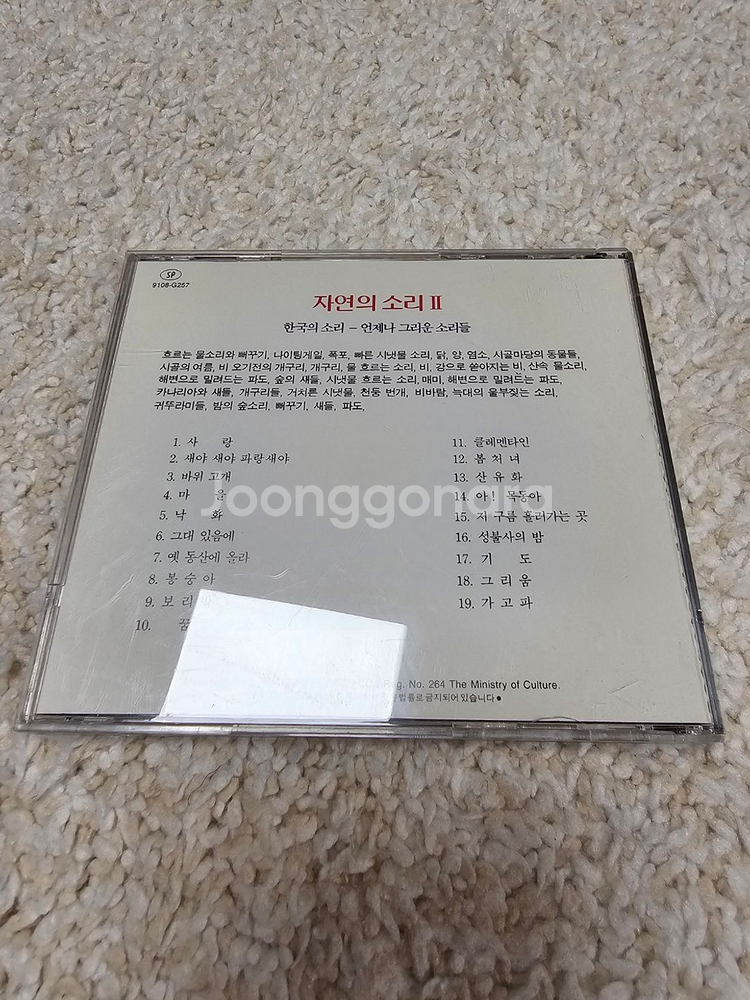 SP
9108-G257
자연의 소리 II
한국의 소리 - 언제나 그리운 소리들
흐르는 물소리와 뻐꾸기, 나이팅게일, 폭포, 빠른 시냇물 소리, 닭, 양, 염소, 시골마당의 동물들,
시골의 여름, 비 오기전의 개구리, 개구리, 물 흐르는 소리, 비, 강으로 쏟아지는 비, 산속 물소리,
해변으로 밀려드는 파도, 숲의 새들, 시냇물 흐르는 소리, 매미, 해변으로 밀려드는 파도,
카나리아와 새들, 개구리들, 거치른 시냇물, 천둥 번개, 비바람, 늑대의 울부짖는 소리,
귀뚜라미들, 밤의 숲소리, 뻐꾸기, 새들, 파도,
1. 사 랑
2. 새야 새야 파랑새야
3. 바위 고개
4. 마 을
5. 낙 화
6. 그대 있음에
7. 옛 동산에 올라
8. 봉 숭 아
9. 보 리
10. 꿈
11. 클레멘타인
12. 봄 처 녀
13. 산 유 화
14. 아! 목동아
15. 저 구름 흘러가는 곳
16. 성불사의 밤
17. 기 도
18. 그 리 움
19. 가 고 파
Joonggonara
Reg. No. 264 The Ministry of Culture.
법률로 금지되어 있습니다●